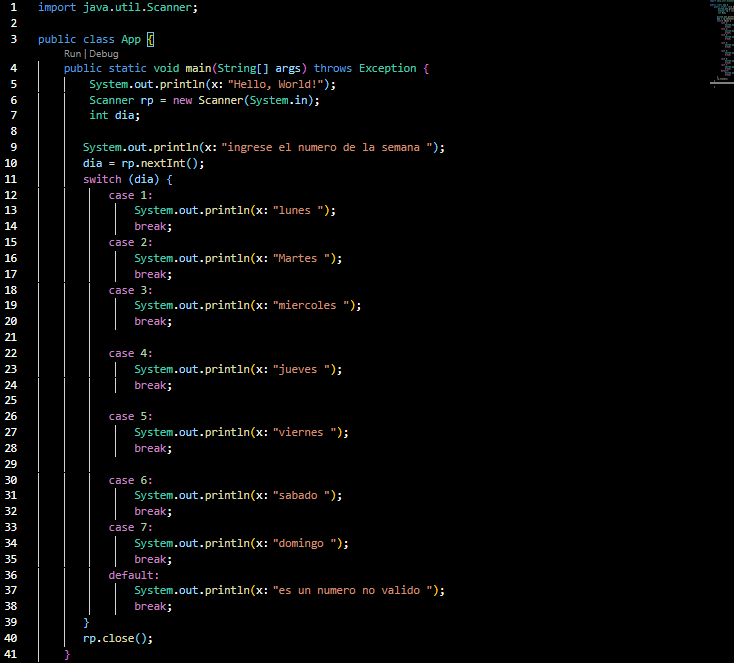 1 import java.util.Scanner;
2
3 public class App {
Run | Debug
4 public static void main(String[] args) throws Exception {
5 System.out.println(x: "Hello, World!");
6 Scanner rp = new Scanner(System.in);
7 int dia;
8
9 System.out.println(x: "ingrese el numero de la semana ");
10 dia = rp.nextInt();
11 switch (dia) {
12 case 1:
13 System.out.println(x: "lunes ");
14 break;
15 case 2:
16 System.out.println(x: "Martes ");
17 break;
18 case 3:
19 System.out.println(x: "miercoles ");
20 break;
21
22 case 4:
23 System.out.println(x: "jueves ");
24 break;
25
26 case 5:
27 System.out.println(x: "viernes ");
28 break;
29
30 case 6:
31 System.out.println(x: "sabado ");
32 break;
33 case 7:
34 System.out.println(x: "domingo ");
35 break;
36 default:
37 System.out.println(x: "es un numero no valido ");
38 break;
39 }
40 rp.close();
41 }